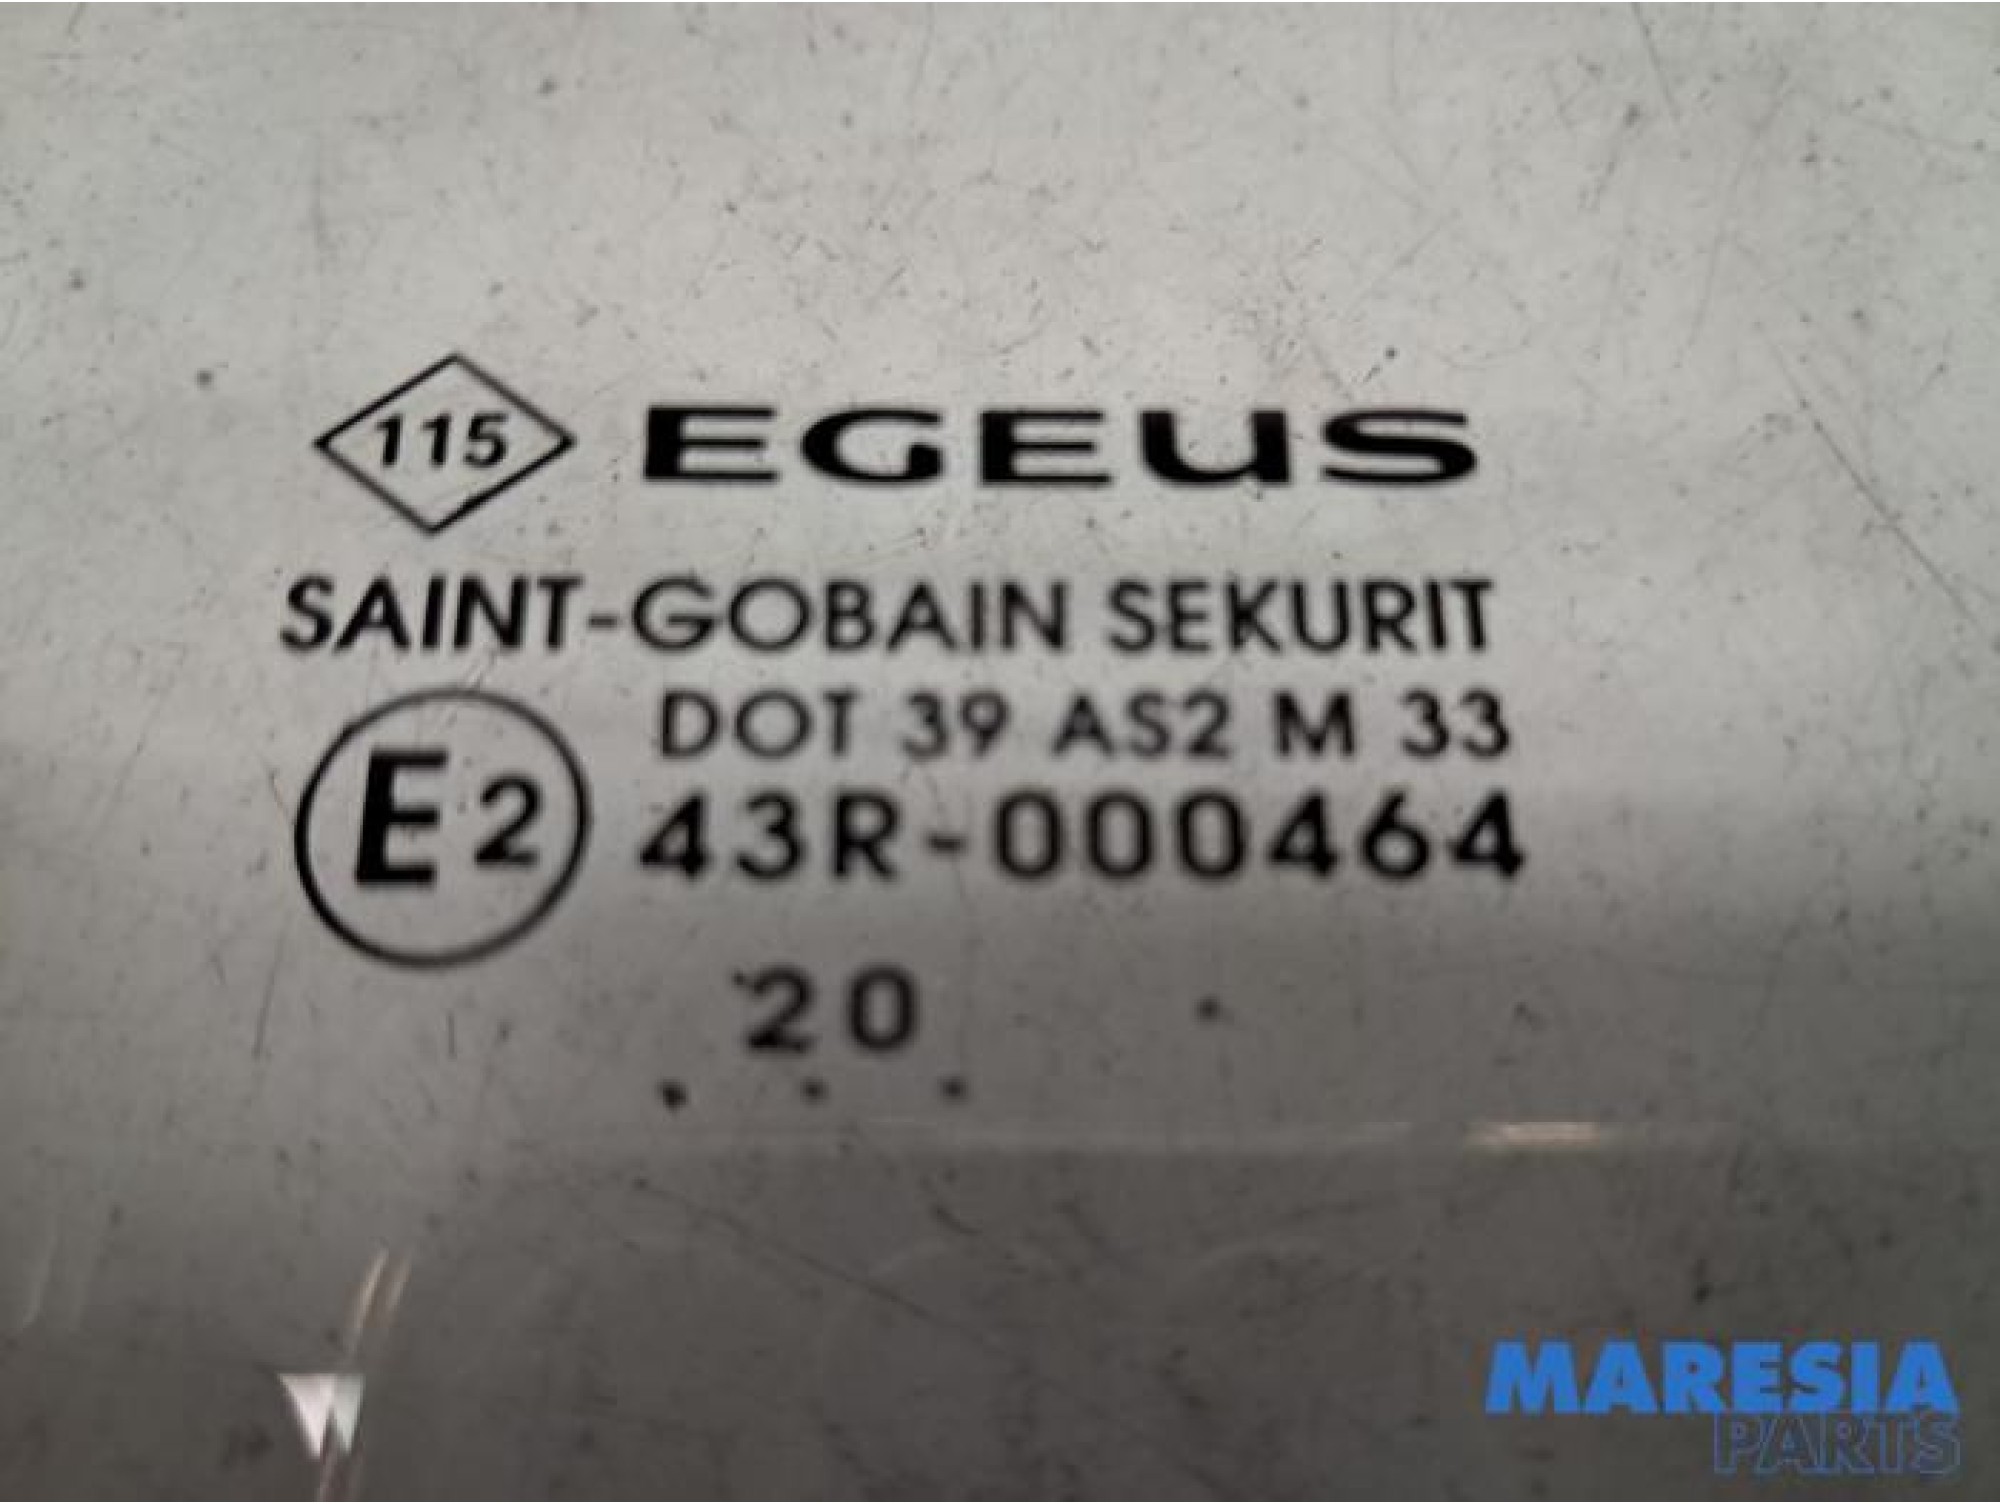 115 EGEUS
SAINT-GOBAIN SEKURIT
DOT 39 AS2 M 33
E2 43R-000464
20
. . .
MARESIA
PARTS